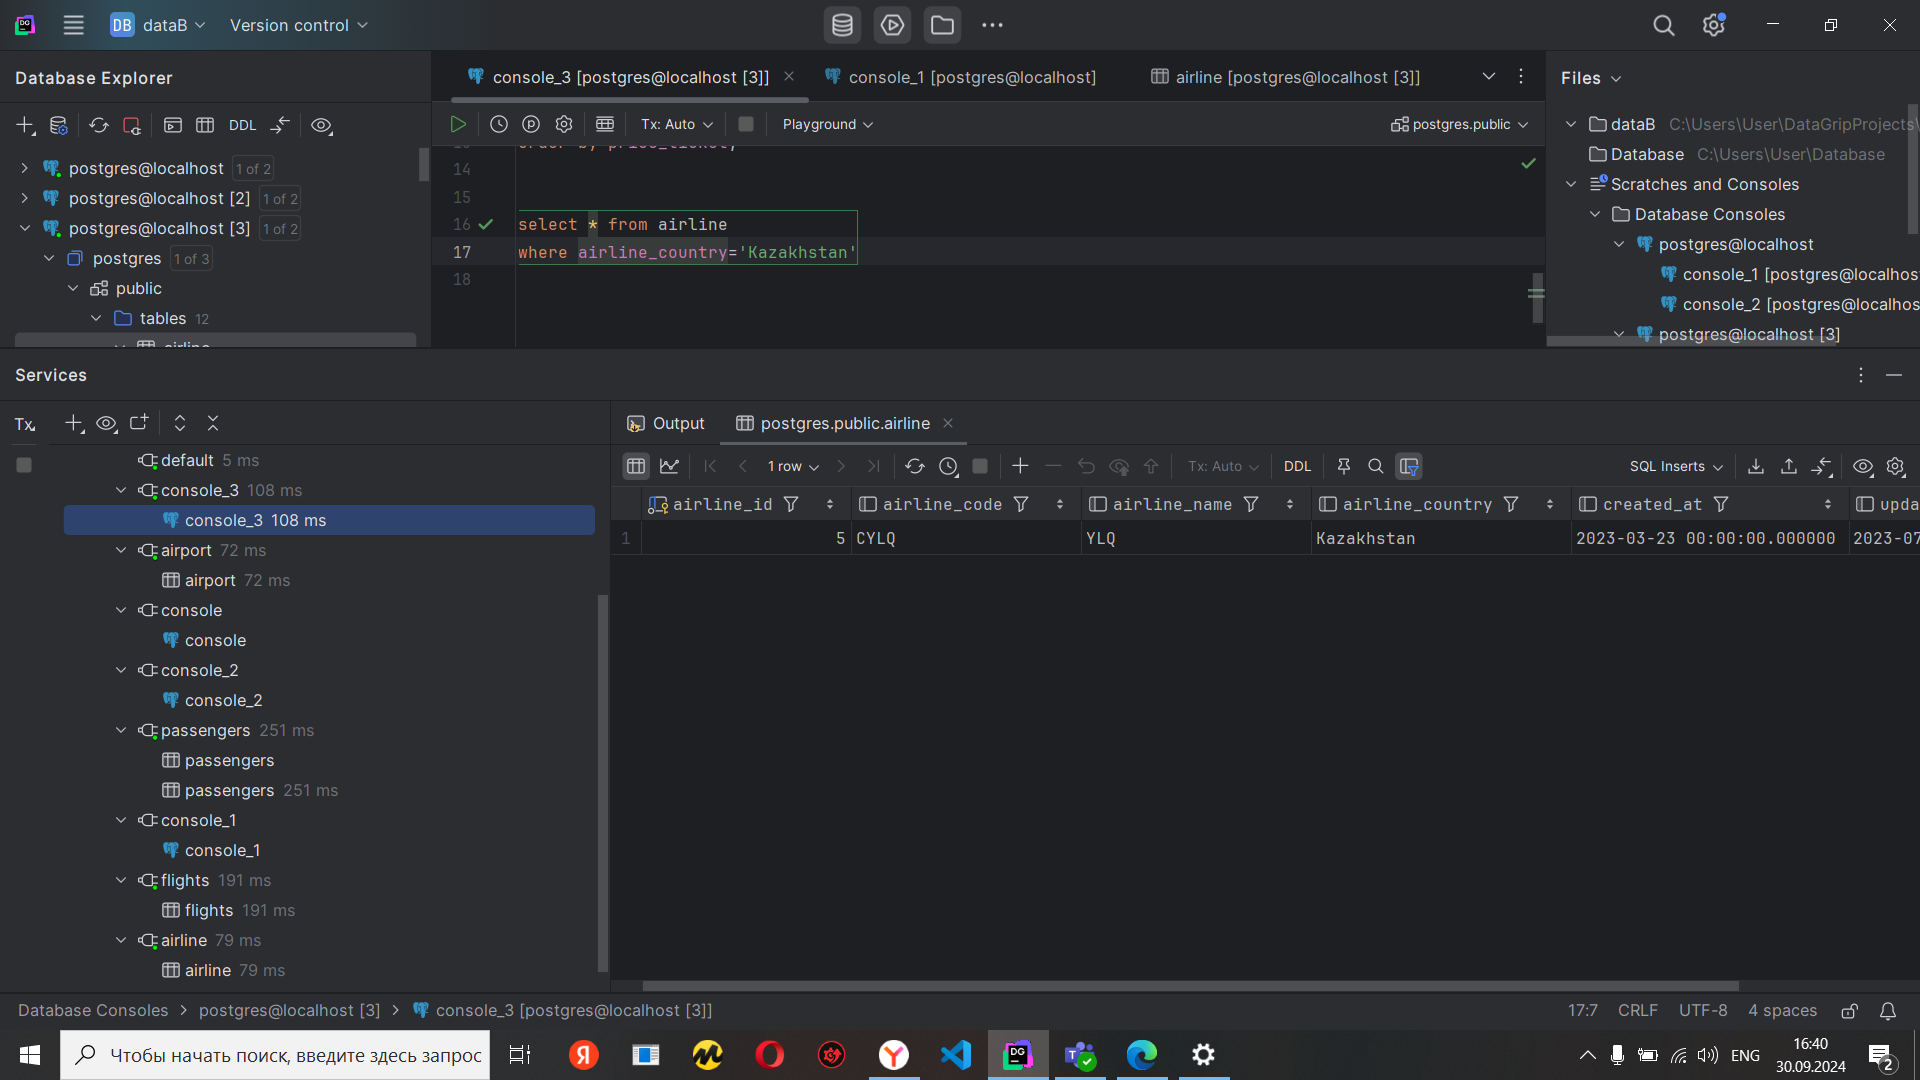 DB dataB Version control
Database Explorer
console_3 [postgres@localhost [3]]
console_1 [postgres@localhost]
airline [postgres@localhost [3]]
Files
DDL
Tx: Auto
Playground
postgres.public
postgres@localhost 1 of 2
postgres@localhost [2] 1 of 2
postgres@localhost [3] 1 of 2
postgres 1 of 3
public
tables 12
airline
order by price_ticket;
14
15
16 select * from airline
17 where airline_country='Kazakhstan'
18
dataB C:\Users\User\DataGripProjects\
Database C:\Users\User\Database
Scratches and Consoles
Database Consoles
postgres@localhost
console_1 [postgres@localhos
console_2 [postgres@localhos
postgres@localhost [3]
Services
Tx
default 5 ms
console_3 108 ms
console_3 108 ms
airport 72 ms
airport 72 ms
console
console
console_2
console_2
passengers 251 ms
passengers
passengers 251 ms
console_1
console_1
flights 191 ms
flights 191 ms
airline 79 ms
airline 79 ms
Output
postgres.public.airline
1 row
Tx: Auto
DDL
SQL Inserts
airline_id airline_code airline_name airline_country created_at upda
1 5 CYLQ YLQ Kazakhstan 2023-03-23 00:00:00.000000 2023-07
Database Consoles > postgres@localhost [3] > console_3 [postgres@localhost [3]]
17:7 CRLF UTF-8 4 spaces
Чтобы начать поиск, введите здесь запрос
ENG
16:40
30.09.2024
2